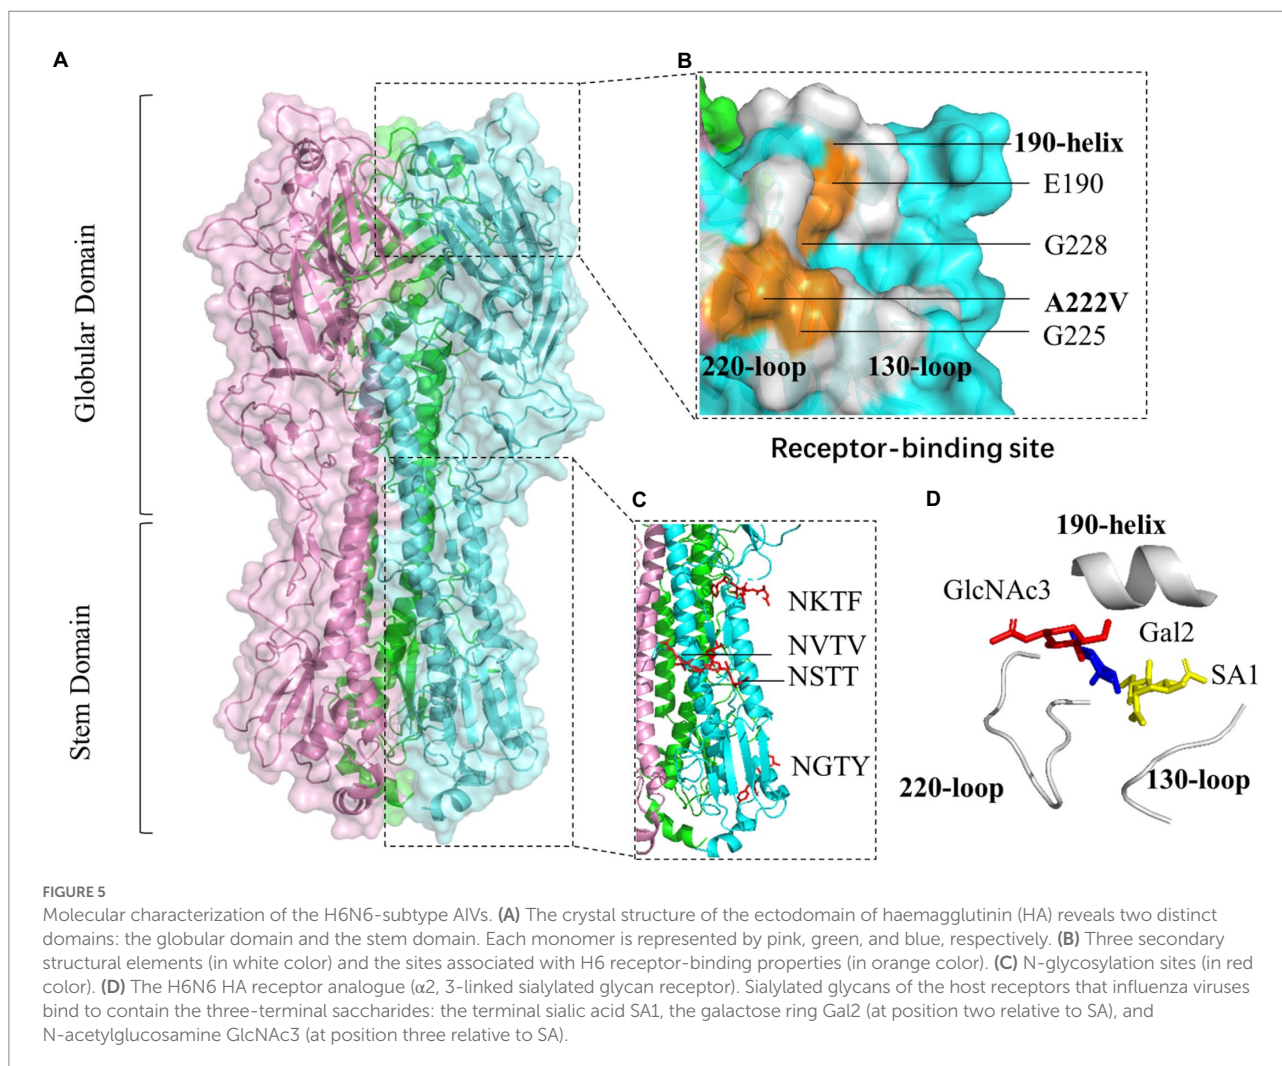 A
Globular Domain
Stem Domain
B
190-helix
E190
G228
A222V
G225
220-loop
130-loop
Receptor-binding site
C
NKTF
NVTV
NSTT
NGTY
D
190-helix
GlcNAc3
Gal2
SA1
220-loop
130-loop
FIGURE 5
Molecular characterization of the H6N6-subtype AIVs. (A) The crystal structure of the ectodomain of haemagglutinin (HA) reveals two distinct
domains: the globular domain and the stem domain. Each monomer is represented by pink, green, and blue, respectively. (B) Three secondary
structural elements (in white color) and the sites associated with H6 receptor-binding properties (in orange color). (C) N-glycosylation sites (in red
color). (D) The H6N6 HA receptor analogue (α2, 3-linked sialylated glycan receptor). Sialylated glycans of the host receptors that influenza viruses
bind to contain the three-terminal saccharides: the terminal sialic acid SA1, the galactose ring Gal2 (at position two relative to SA), and
N-acetylglucosamine GlcNAc3 (at position three relative to SA).